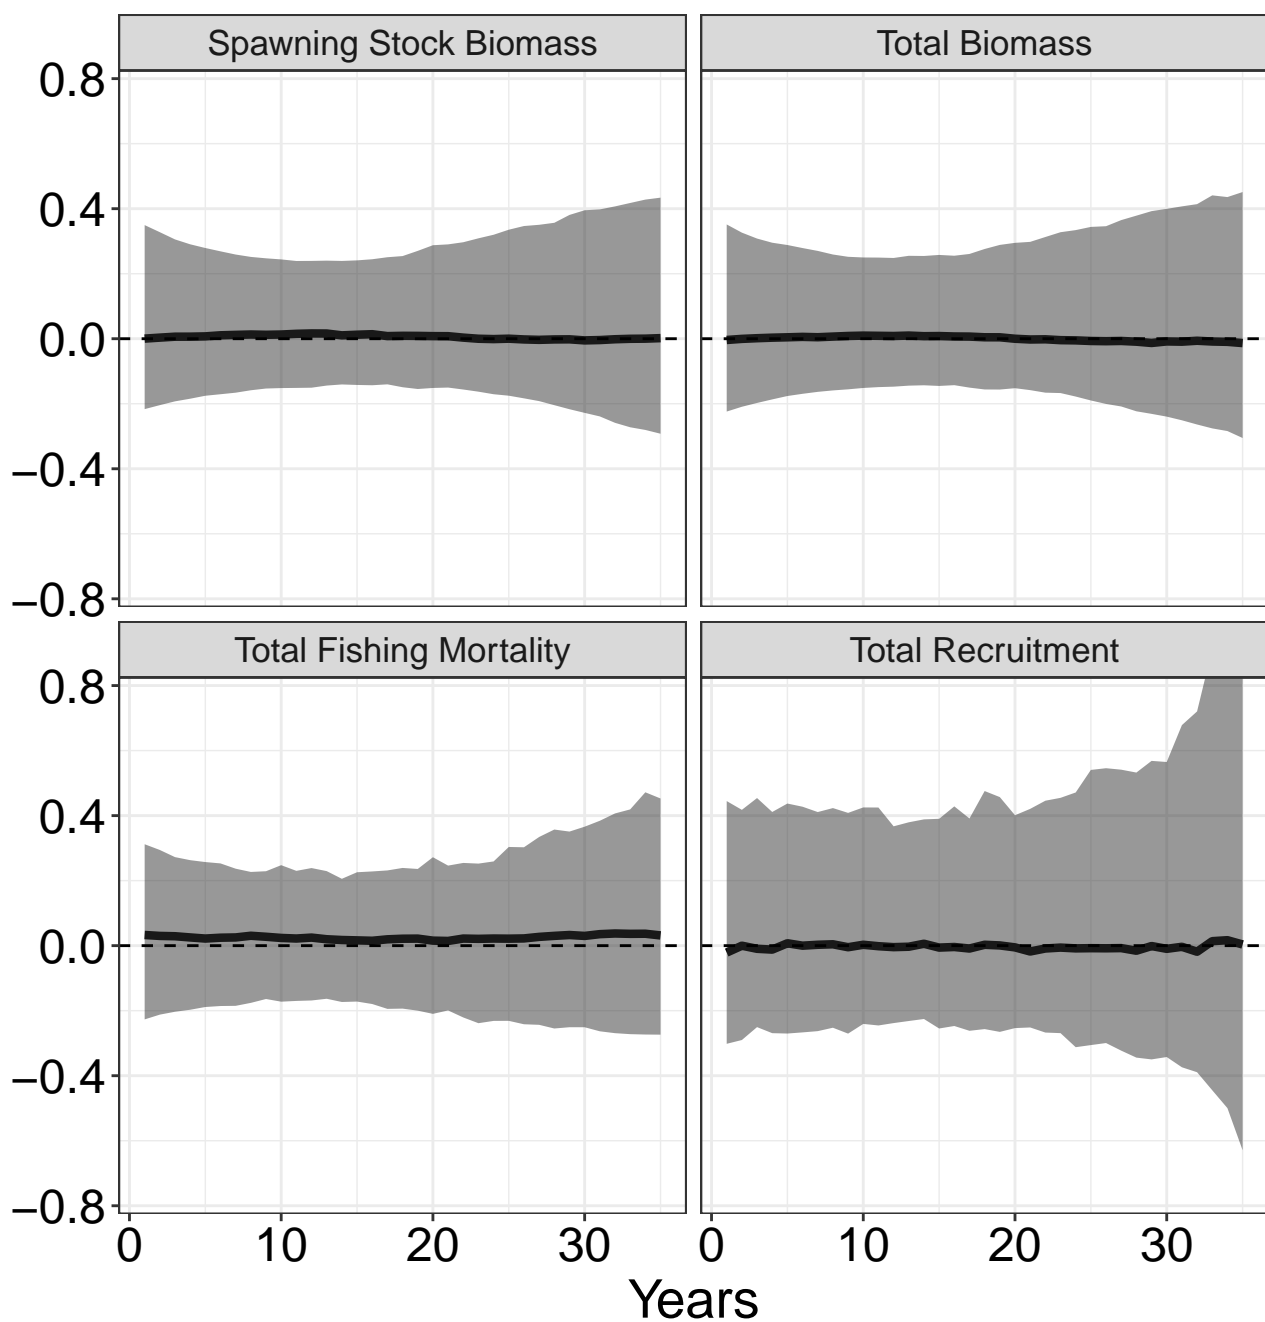 Spawning Stock Biomass
Total Biomass
0.8
0.4
0.0
−0.4
−0.8
Total Fishing Mortality
Total Recruitment
0.8
0.4
0.0
−0.4
−0.8
0 10 20 30
0 10 20 30
Years